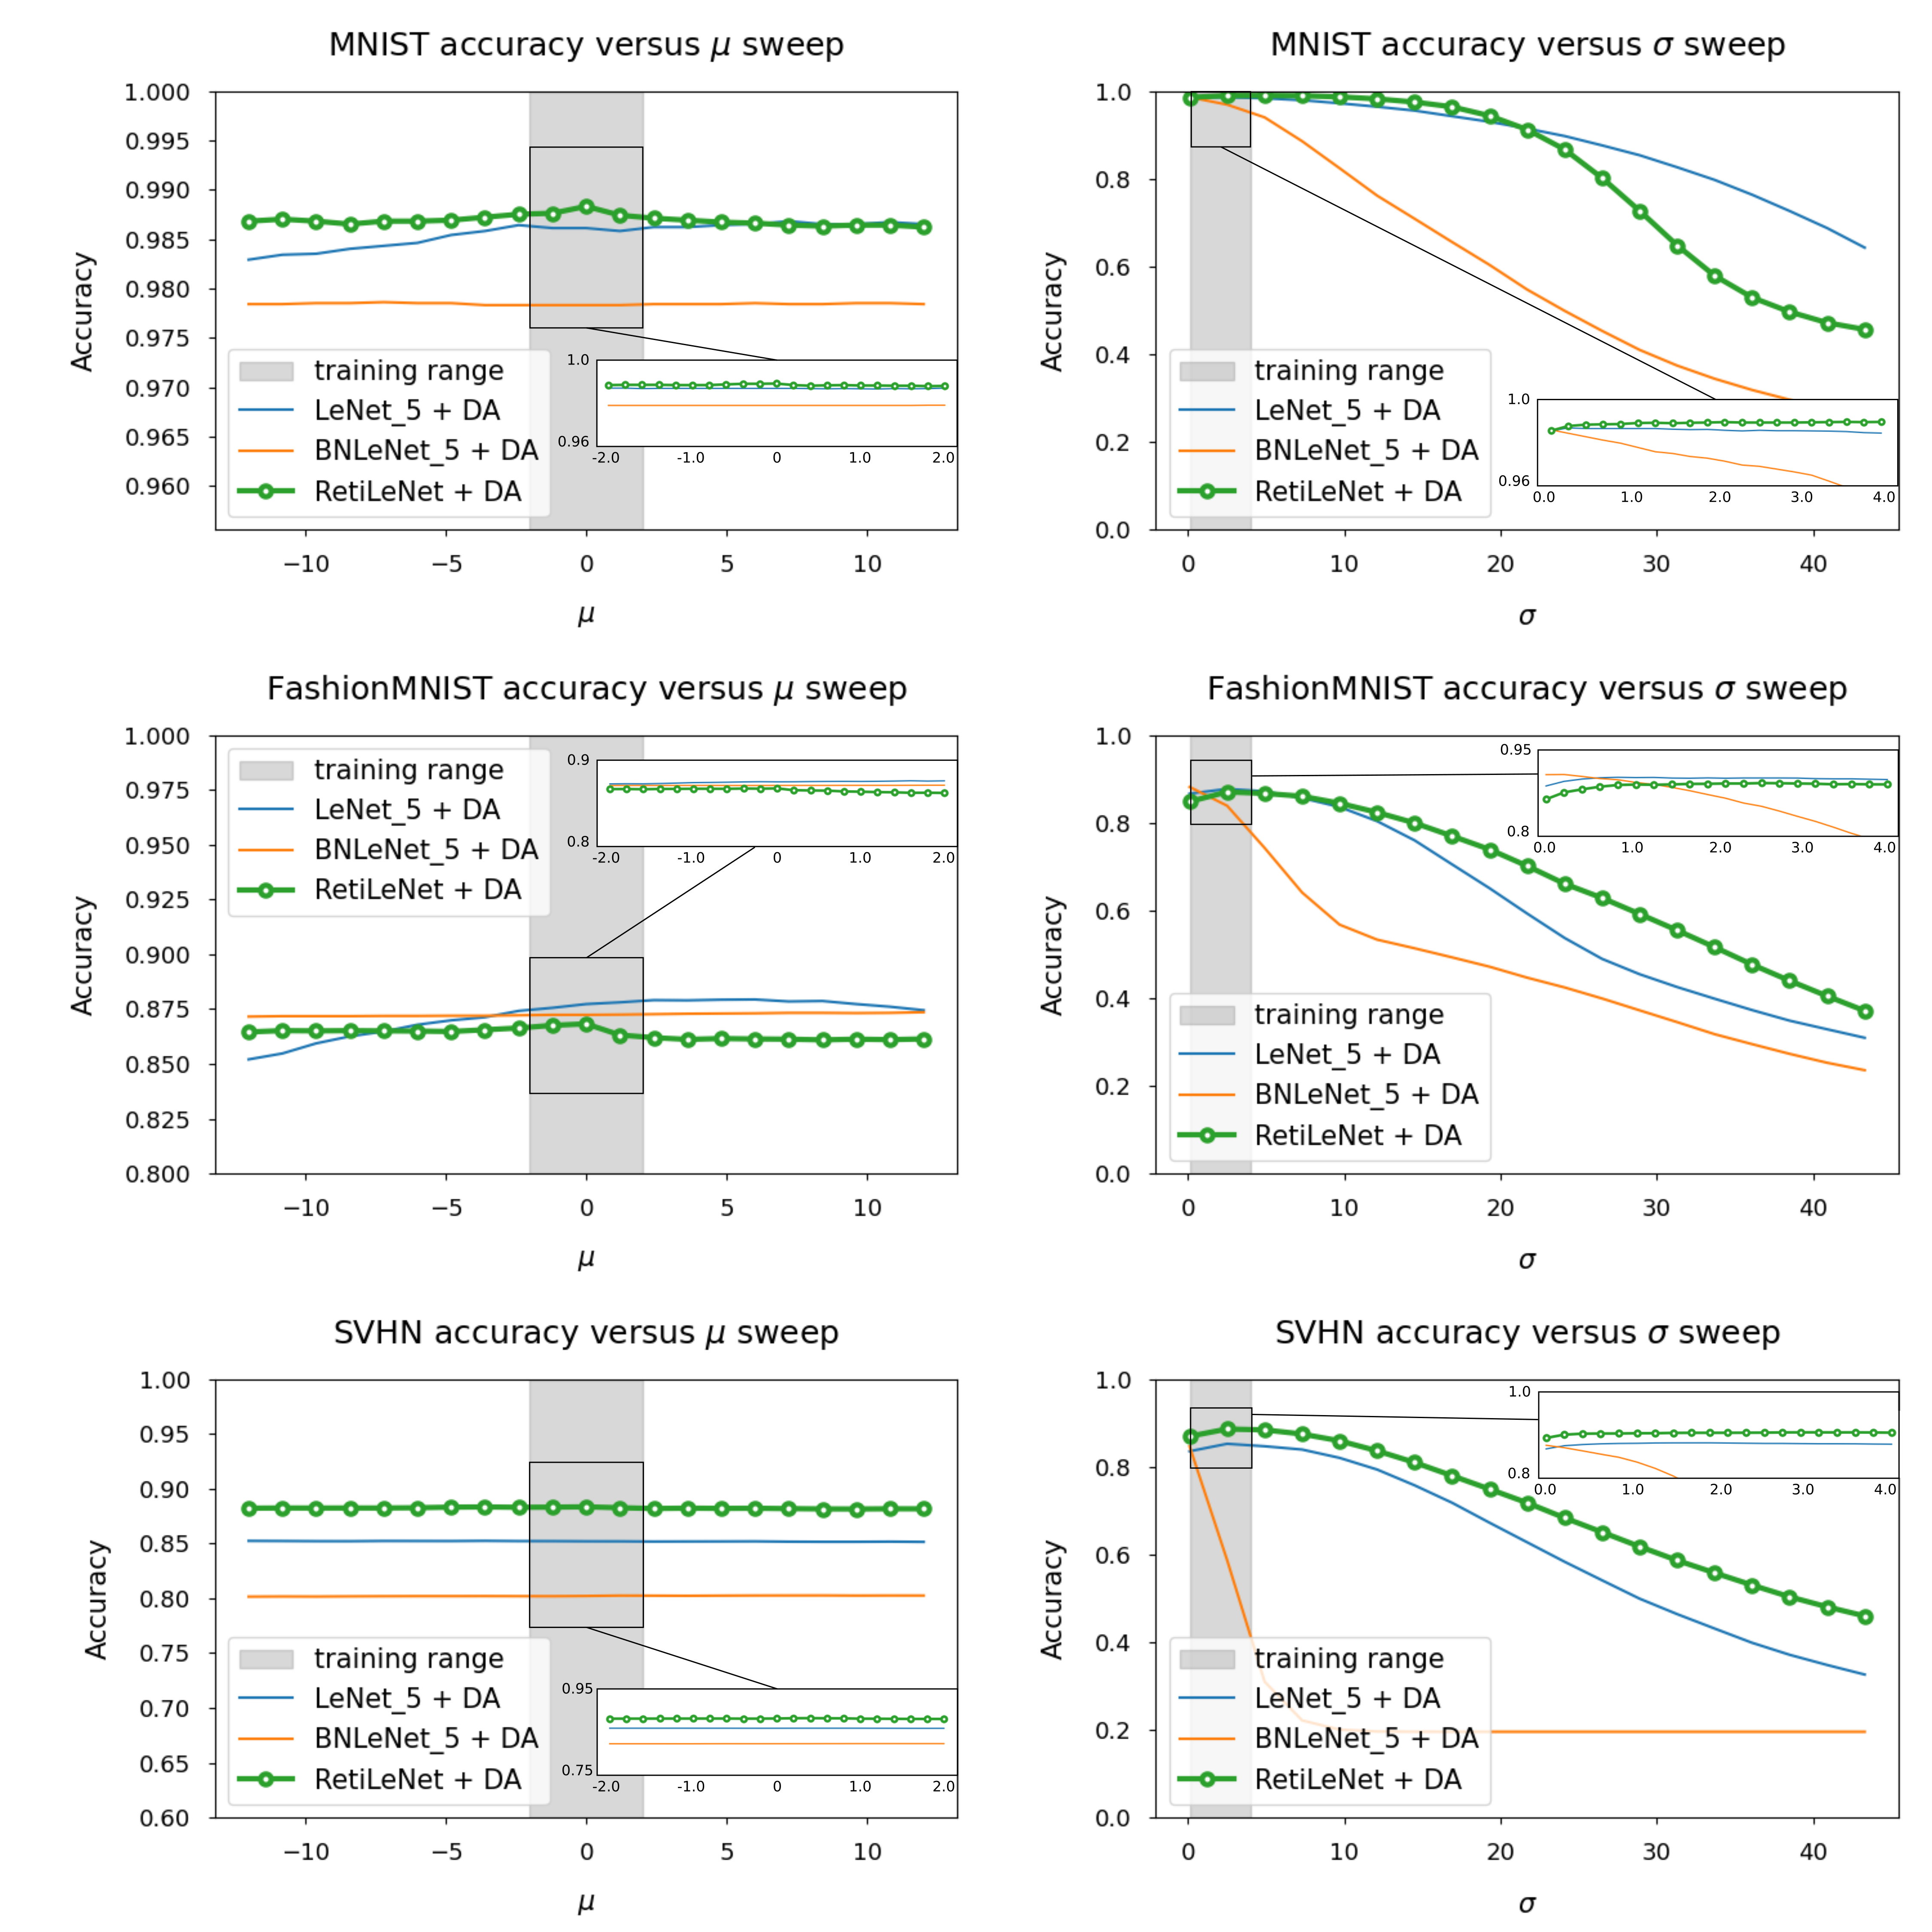 MNIST accuracy versus μ sweep
1.000
0.995
0.990
0.985
0.980
0.975
0.970
0.965
0.960
Accuracy
training range
LeNet_5 + DA
BNLeNet_5 + DA
RetiLeNet + DA
1.0
0.96
-2.0 -1.0 0 1.0 2.0
−10 −5 0 5 10
μ
MNIST accuracy versus σ sweep
1.0
0.8
0.6
0.4
0.2
0.0
Accuracy
training range
LeNet_5 + DA
BNLeNet_5 + DA
RetiLeNet + DA
1.0
0.96
0.0 1.0 2.0 3.0 4.0
0 10 20 30 40
σ
FashionMNIST accuracy versus μ sweep
1.000
0.975
0.950
0.925
0.900
0.875
0.850
0.825
0.800
Accuracy
training range
LeNet_5 + DA
BNLeNet_5 + DA
RetiLeNet + DA
0.9
0.8
-2.0 -1.0 0 1.0 2.0
−10 −5 0 5 10
μ
FashionMNIST accuracy versus σ sweep
1.0
0.8
0.6
0.4
0.2
0.0
Accuracy
0.95
0.8
0.0 1.0 2.0 3.0 4.0
training range
LeNet_5 + DA
BNLeNet_5 + DA
RetiLeNet + DA
0 10 20 30 40
σ
SVHN accuracy versus μ sweep
1.00
0.95
0.90
0.85
0.80
0.75
0.70
0.65
0.60
Accuracy
training range
LeNet_5 + DA
BNLeNet_5 + DA
RetiLeNet + DA
0.95
0.75
-2.0 -1.0 0 1.0 2.0
−10 −5 0 5 10
μ
SVHN accuracy versus σ sweep
1.0
0.8
0.6
0.4
0.2
0.0
Accuracy
1.0
0.8
0.0 1.0 2.0 3.0 4.0
training range
LeNet_5 + DA
BNLeNet_5 + DA
RetiLeNet + DA
0 10 20 30 40
σ